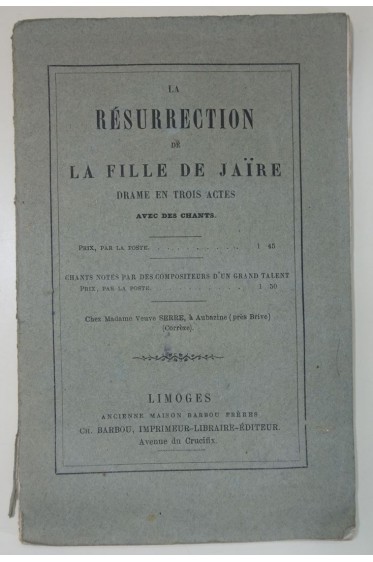 LA
RÉSURRECTION
DE
LA FILLE DE JAÏRE
DRAME EN TROIS ACTES
AVEC DES CHANTS.
PRIX, PAR LA POSTE. . . . . . . . . . . 1 45
CHANTS NOTÉS PAR DES COMPOSITEURS D'UN GRAND TALENT
PRIX, PAR LA POSTE. . . . . . . . . . . 1 50
Chez Madame Veuve SERRE, à Aubazine (près Brive)
(Corrèze).
LIMOGES
ANCIENNE MAISON BARBOU FRÈRES
CH. BARBOU, IMPRIMEUR-LIBRAIRE-ÉDITEUR.
Avenue du Crucifix.